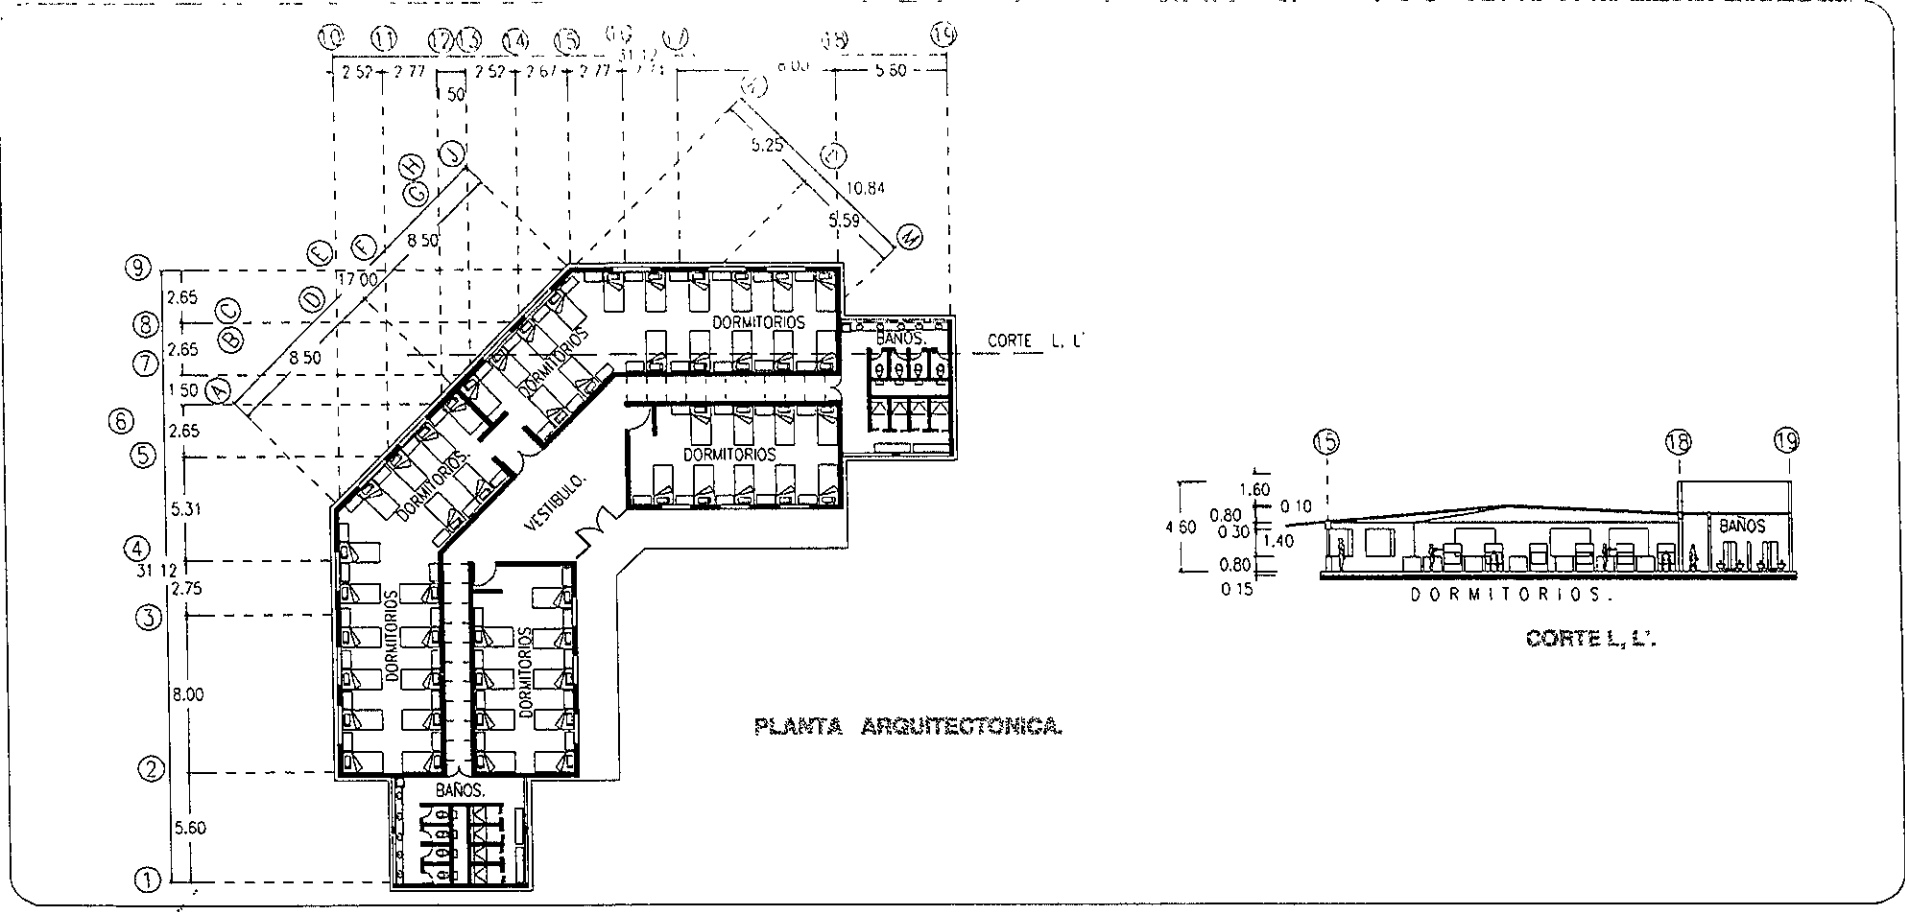 10 11 12 13 14 15 16 17 18 19
31.12
2.52 2.77 2.52 2.67 2.77 6.00 5.60
50
K
5.25
L
10.84
5.59
M
J
H
G
8.50
F
E
17.00
D
C
B
8.50
A
9
2.65
8
2.65
7
1.50
6
2.65
5
5.31
4
31.12
2.75
3
8.00
2
5.60
1
DORMITORIOS
BAÑOS.
CORTE L, L'
DORMITORIOS
DORMITORIOS
DORMITORIOS.
VESTIBULO.
DORMITORIOS
DORMITORIOS
BAÑOS.
PLANTA ARQUITECTONICA.
15 18 19
1.60
0.10
0.80
4.60
0.30
1.40
0.80
0.15
BAÑOS
DORMITORIOS.
CORTE L, L'.